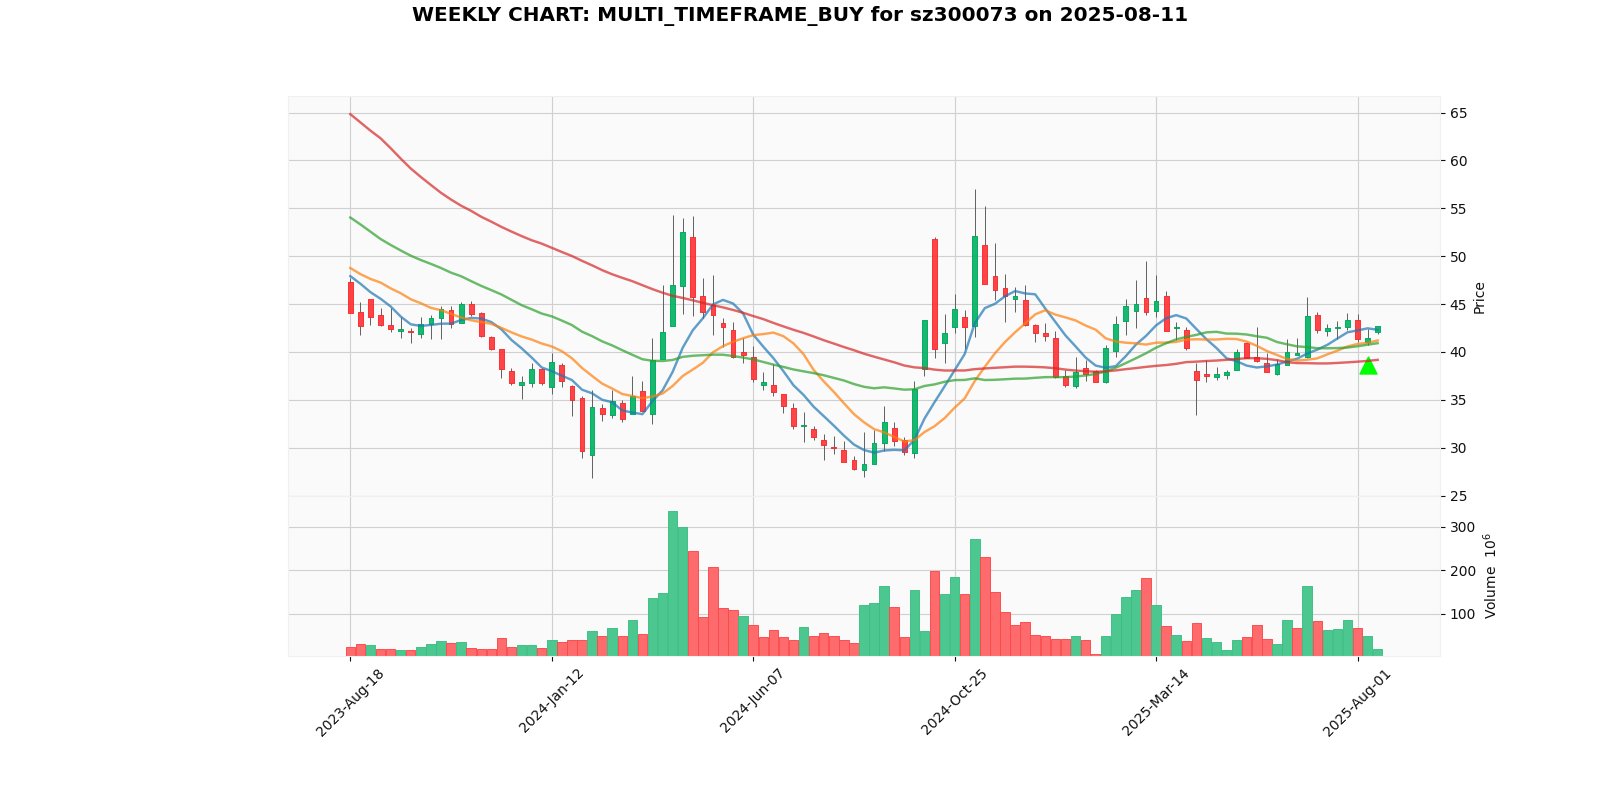 WEEKLY CHART: MULTI_TIMEFRAME_BUY for sz300073 on 2025-08-11
65
60
55
50
45
40
35
30
25
Price
300
200
100
Volume 10⁶
2023-Aug-18
2024-Jan-12
2024-Jun-07
2024-Oct-25
2025-Mar-14
2025-Aug-01